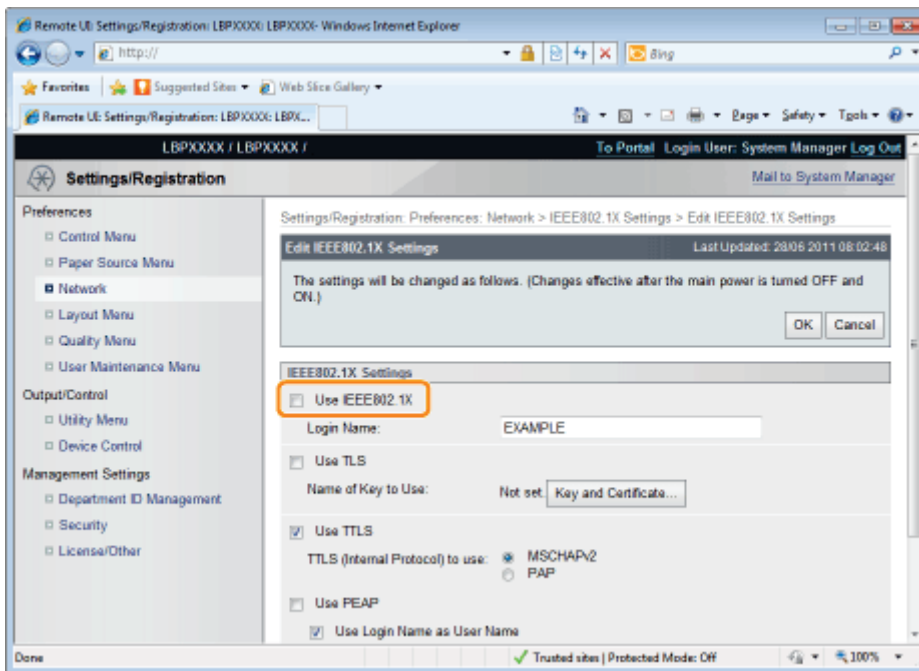 Remote UI: Settings/Registration: LBPXXXX: LBPXXXX- Windows Internet Explorer
http://
Bing
Favorites Suggested Sites Web Slice Gallery
Remote UI: Settings/Registration: LBPXXXX: LBPX...
Page Safety Tools
LBPXXXX / LBPXXXX /
To Portal Login User: System Manager Log Out
Settings/Registration
Mail to System Manager
Preferences
Control Menu
Paper Source Menu
Network
Layout Menu
Quality Menu
User Maintenance Menu
Output/Control
Utility Menu
Device Control
Management Settings
Department ID Management
Security
License/Other
Settings/Registration: Preferences: Network > IEEE802.1X Settings > Edit IEEE802.1X Settings
Edit IEEE802.1X Settings
Last Updated: 28/06 2011 08:02:48
The settings will be changed as follows. (Changes effective after the main power is turned OFF and
ON.)
OK Cancel
IEEE802.1X Settings
Use IEEE802.1X
Login Name: EXAMPLE
Use TLS
Name of Key to Use: Not set. Key and Certificate...
Use TTLS
TTLS (Internal Protocol) to use: MSCHAPv2
PAP
Use PEAP
Use Login Name as User Name
Done
Trusted sites | Protected Mode: Off
100%